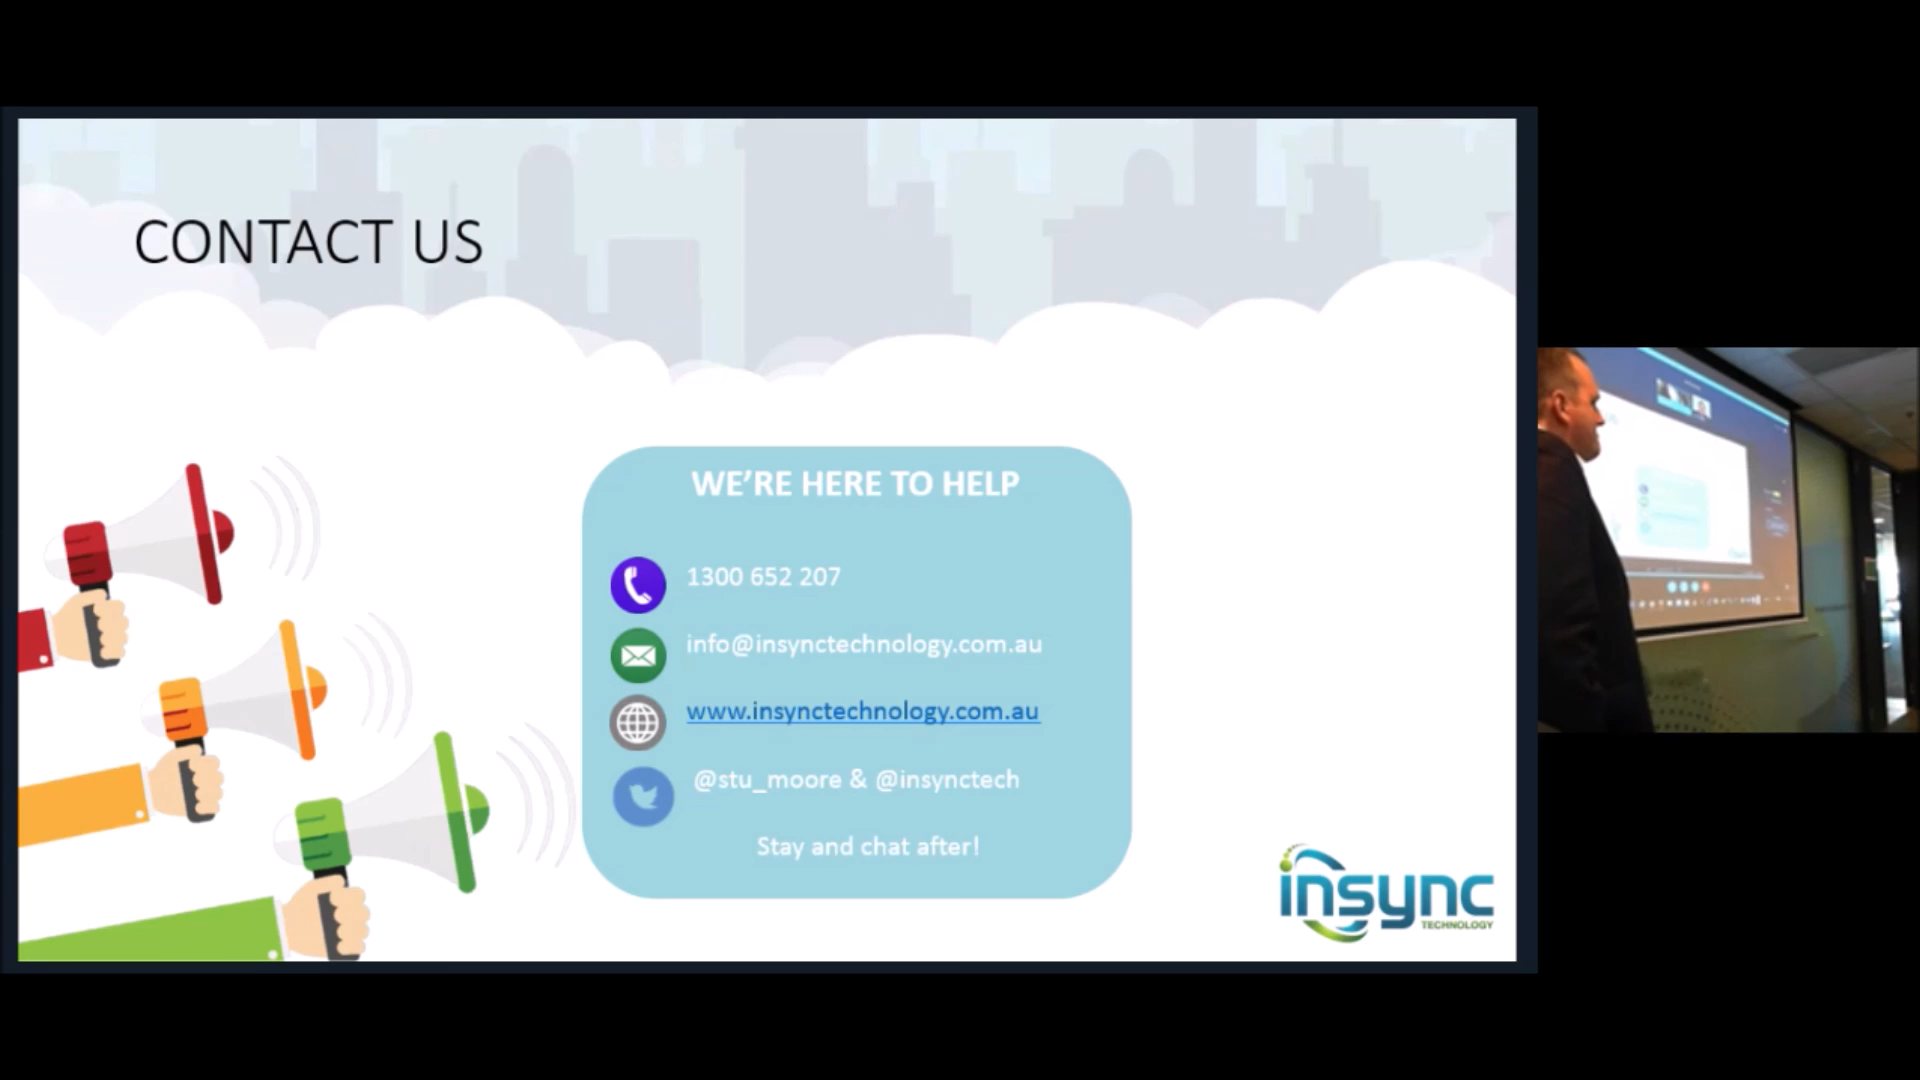 CONTACT US
WE’RE HERE TO HELP
1300 652 207
info@insynctechnology.com.au
www.insynctechnology.com.au
@stu_moore & @insynctech
Stay and chat after!
insync
TECHNOLOGY